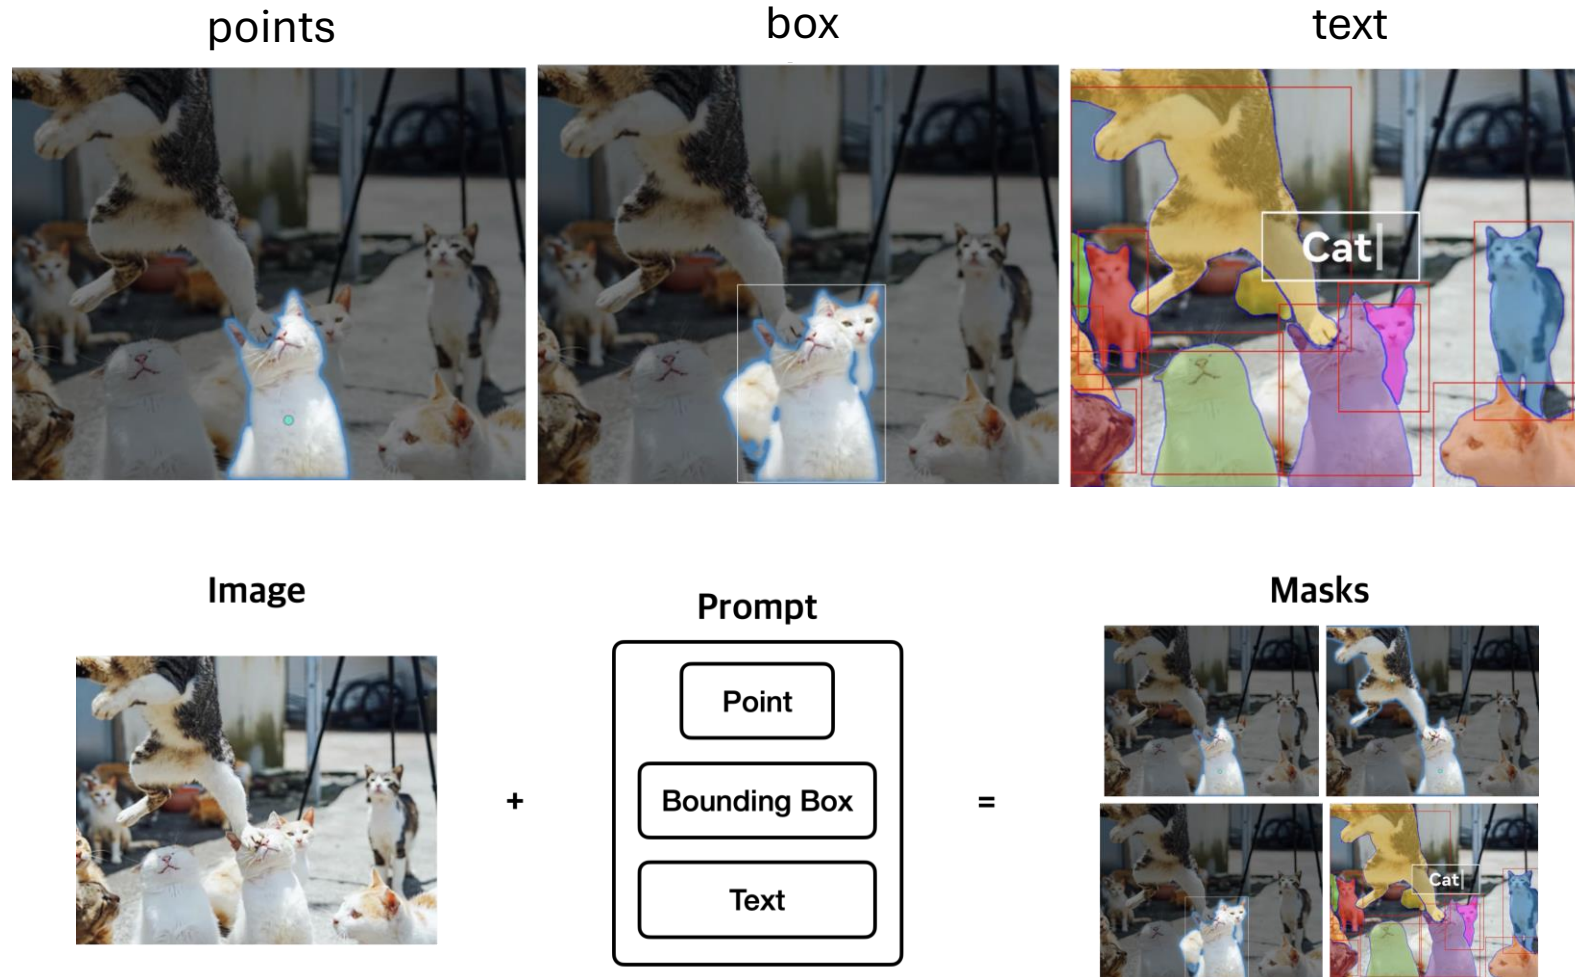 points
box
text
Cat
Image
Prompt
Masks
Point
Bounding Box
Text
+
=
Cat